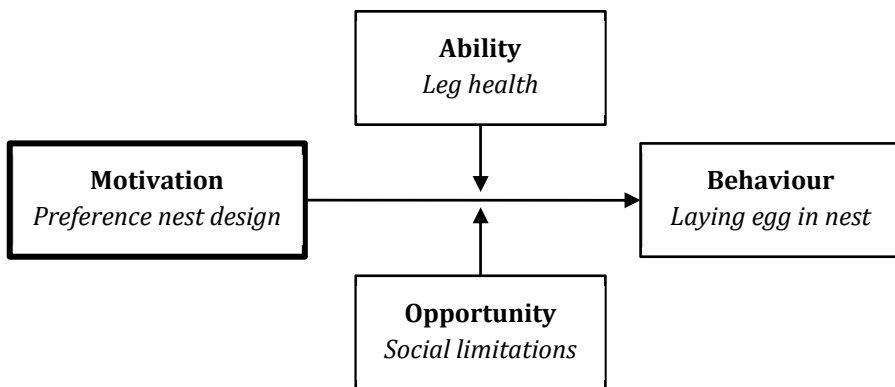 Ability
Leg health
Motivation
Preference nest design
Behaviour
Laying egg in nest
Opportunity
Social limitations